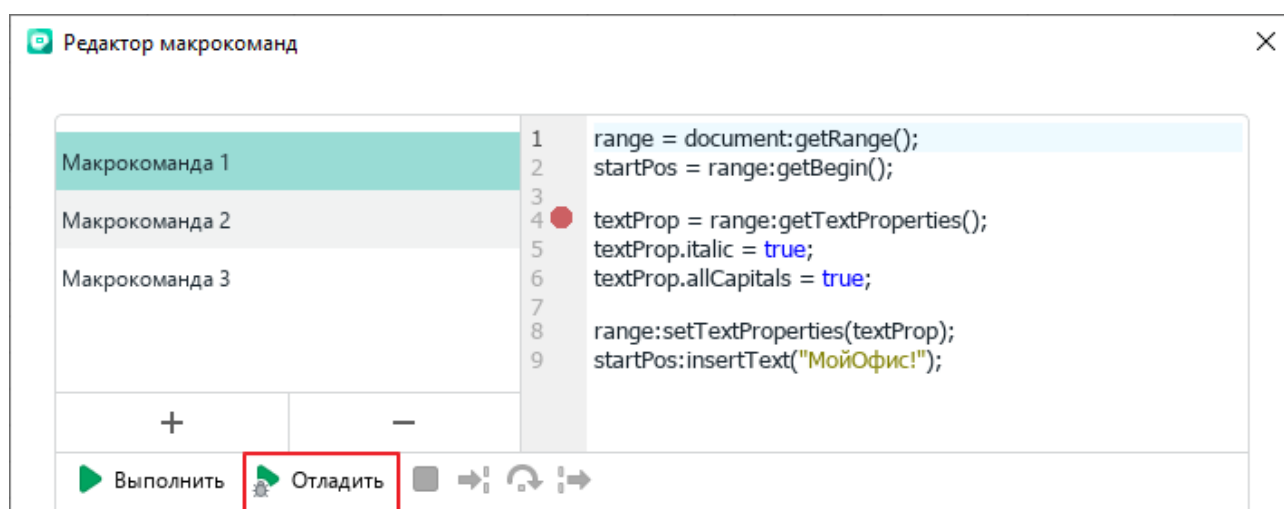 Редактор макрокоманд
Макрокоманда 1
Макрокоманда 2
Макрокоманда 3
1 range = document:getRange();
2 startPos = range:getBegin();
3
4 textProp = range:getTextProperties();
5 textProp.italic = true;
6 textProp.allCapitals = true;
7
8 range:setTextProperties(textProp);
9 startPos:insertText("МойОфис!");
Выполнить Отладить